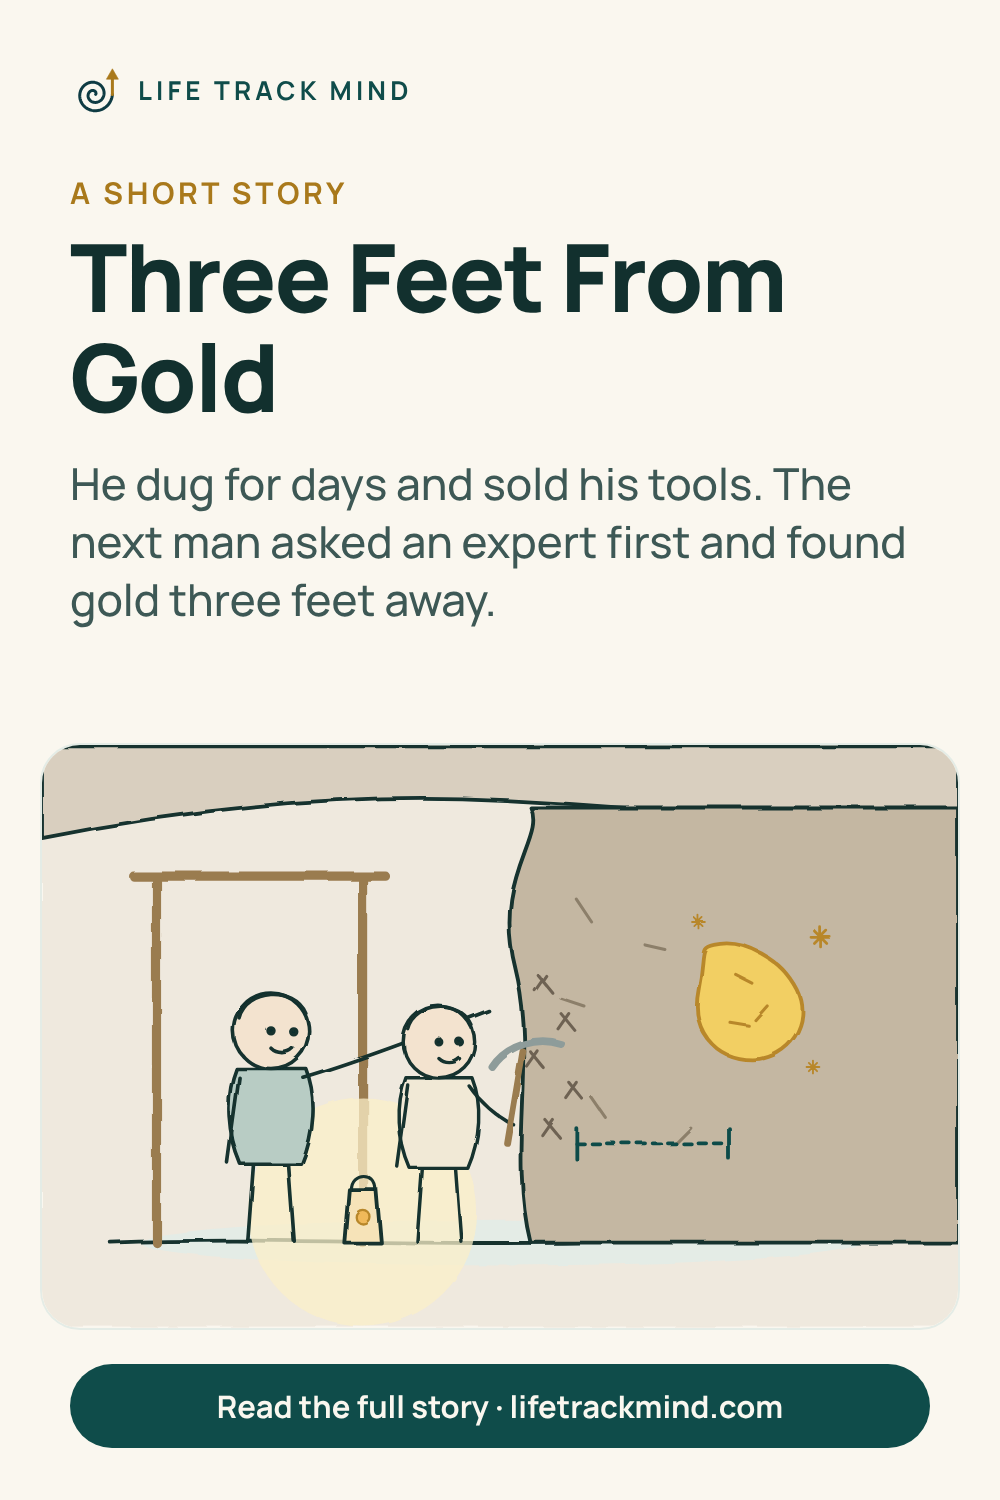 LIFE TRACK MIND
A SHORT STORY
Three Feet From
Gold
He dug for days and sold his tools. The
next man asked an expert first and found
gold three feet away.
Read the full story · lifetrackmind.com